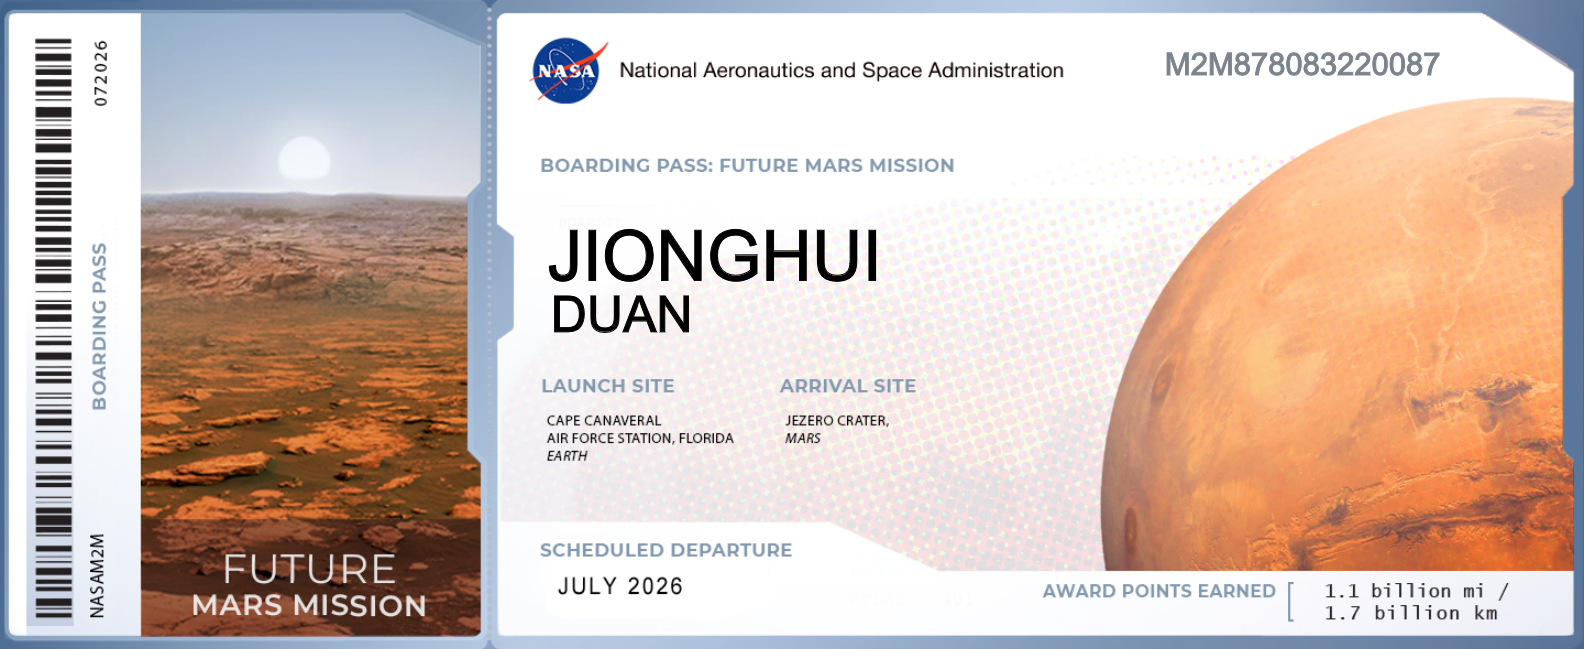 072026
BOARDING PASS
NASAM2M
FUTURE
MARS MISSION
NASA
National Aeronautics and Space Administration
M2M878083220087
BOARDING PASS: FUTURE MARS MISSION
JIONGHUI
DUAN
LAUNCH SITE
CAPE CANAVERAL
AIR FORCE STATION, FLORIDA
EARTH
ARRIVAL SITE
JEZERO CRATER,
MARS
SCHEDULED DEPARTURE
JULY 2026
AWARD POINTS EARNED
1.1 billion mi /
1.7 billion km